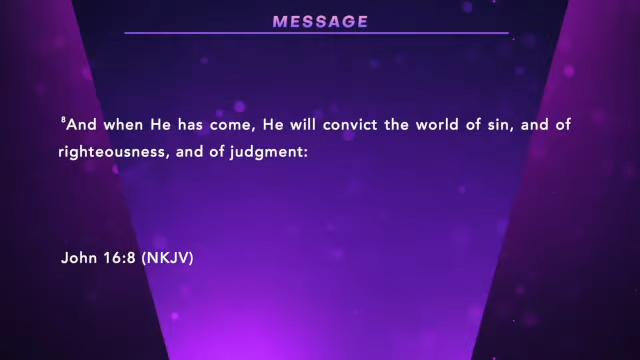 MESSAGE
⁸And when He has come, He will convict the world of sin, and of
righteousness, and of judgment:
John 16:8 (NKJV)